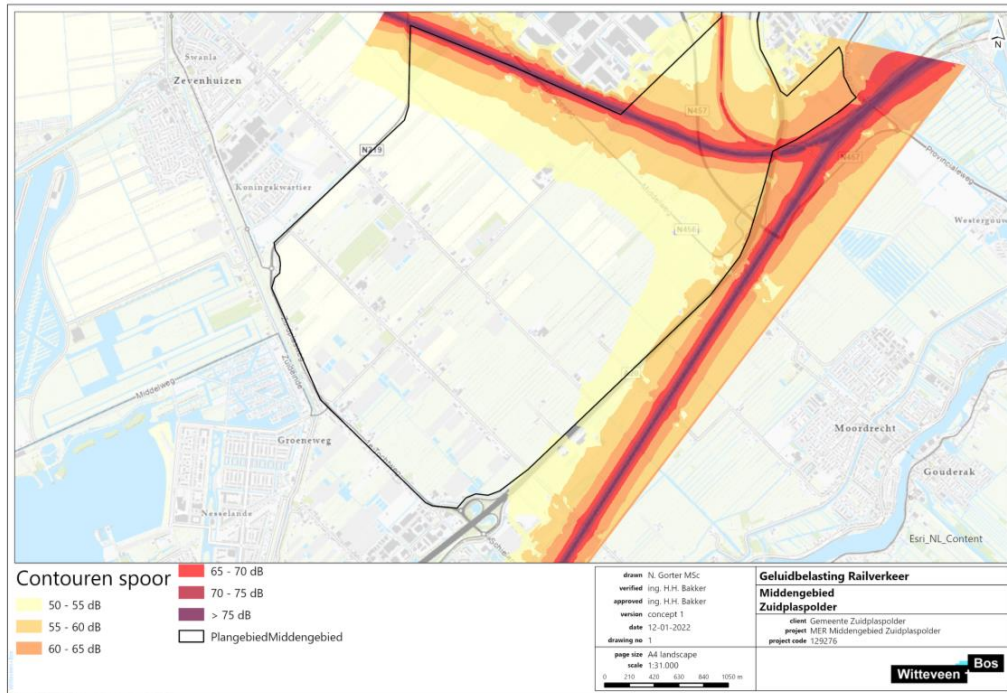 N
Swanla
Zevenhuizen
N219
Koningskwartier
N457
Provincialeweg
Westergouw
N456
Middelweg
Zuidelinde
Groeneweg
Moordrecht
Gouderak
Nesselande
Esri_NL_Content
Contouren spoor
50 - 55 dB
55 - 60 dB
60 - 65 dB
65 - 70 dB
70 - 75 dB
> 75 dB
PlangebiedMiddengebied
drawn N. Gorter MSc
verified ing. H.H. Bakker
approved ing. H.H. Bakker
version concept 1
date 12-01-2022
drawing no 1
page size A4 landscape
scale 1:31.000
0 210 420 630 840 1050 m
Geluidbelasting Railverkeer
Middengebied
Zuidplaspolder
client Gemeente Zuidplaspolder
project MER Middengebied Zuidplaspolder
project code 129276
Witteveen + Bos